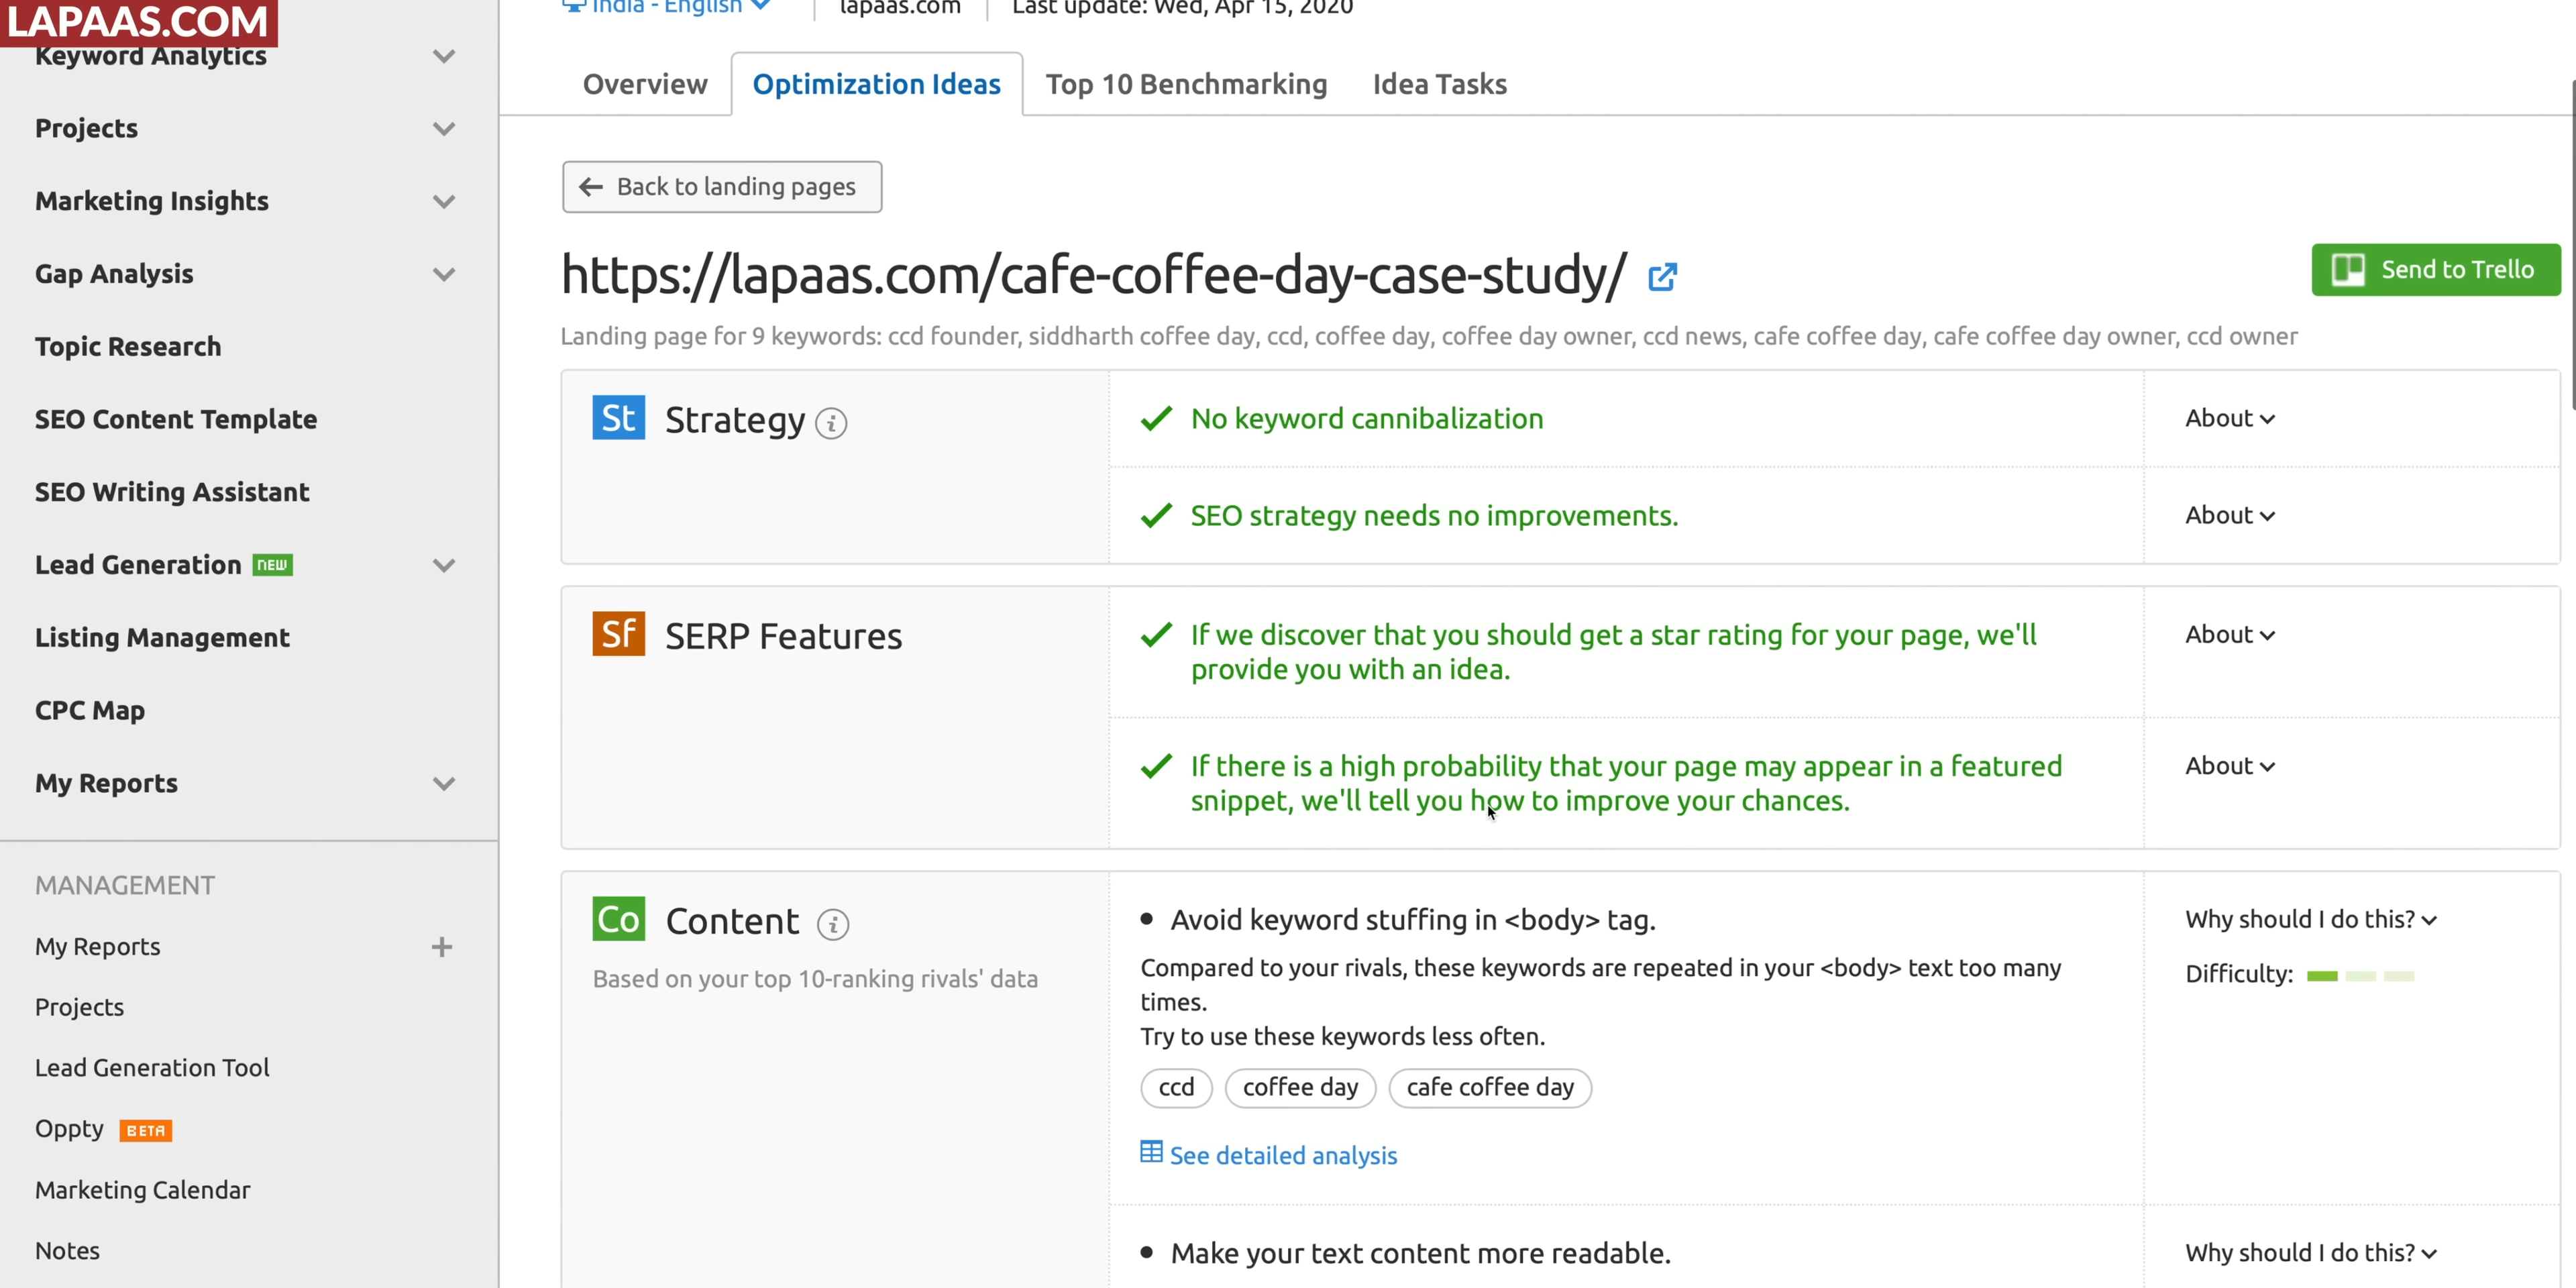 LAPAAS.COM
Keyword Analytics
Projects
Marketing Insights
Gap Analysis
Topic Research
SEO Content Template
SEO Writing Assistant
Lead Generation NEW
Listing Management
CPC Map
My Reports
MANAGEMENT
My Reports +
Projects
Lead Generation Tool
Oppty BETA
Marketing Calendar
Notes
India - English lapaas.com Last update: Wed, Apr 15, 2020
Overview Optimization Ideas Top 10 Benchmarking Idea Tasks
Back to landing pages
https://lapaas.com/cafe-coffee-day-case-study/
Send to Trello
Landing page for 9 keywords: ccd founder, siddharth coffee day, ccd, coffee day, coffee day owner, ccd news, cafe coffee day, cafe coffee day owner, ccd owner
St Strategy i
No keyword cannibalization
About
SEO strategy needs no improvements.
About
Sf SERP Features
If we discover that you should get a star rating for your page, we'll
provide you with an idea.
About
If there is a high probability that your page may appear in a featured
snippet, we'll tell you how to improve your chances.
About
Co Content i
Based on your top 10-ranking rivals' data
• Avoid keyword stuffing in <body> tag.
Compared to your rivals, these keywords are repeated in your <body> text too many
times.
Try to use these keywords less often.
ccd coffee day cafe coffee day
See detailed analysis
Why should I do this?
Difficulty:
• Make your text content more readable.
Why should I do this?